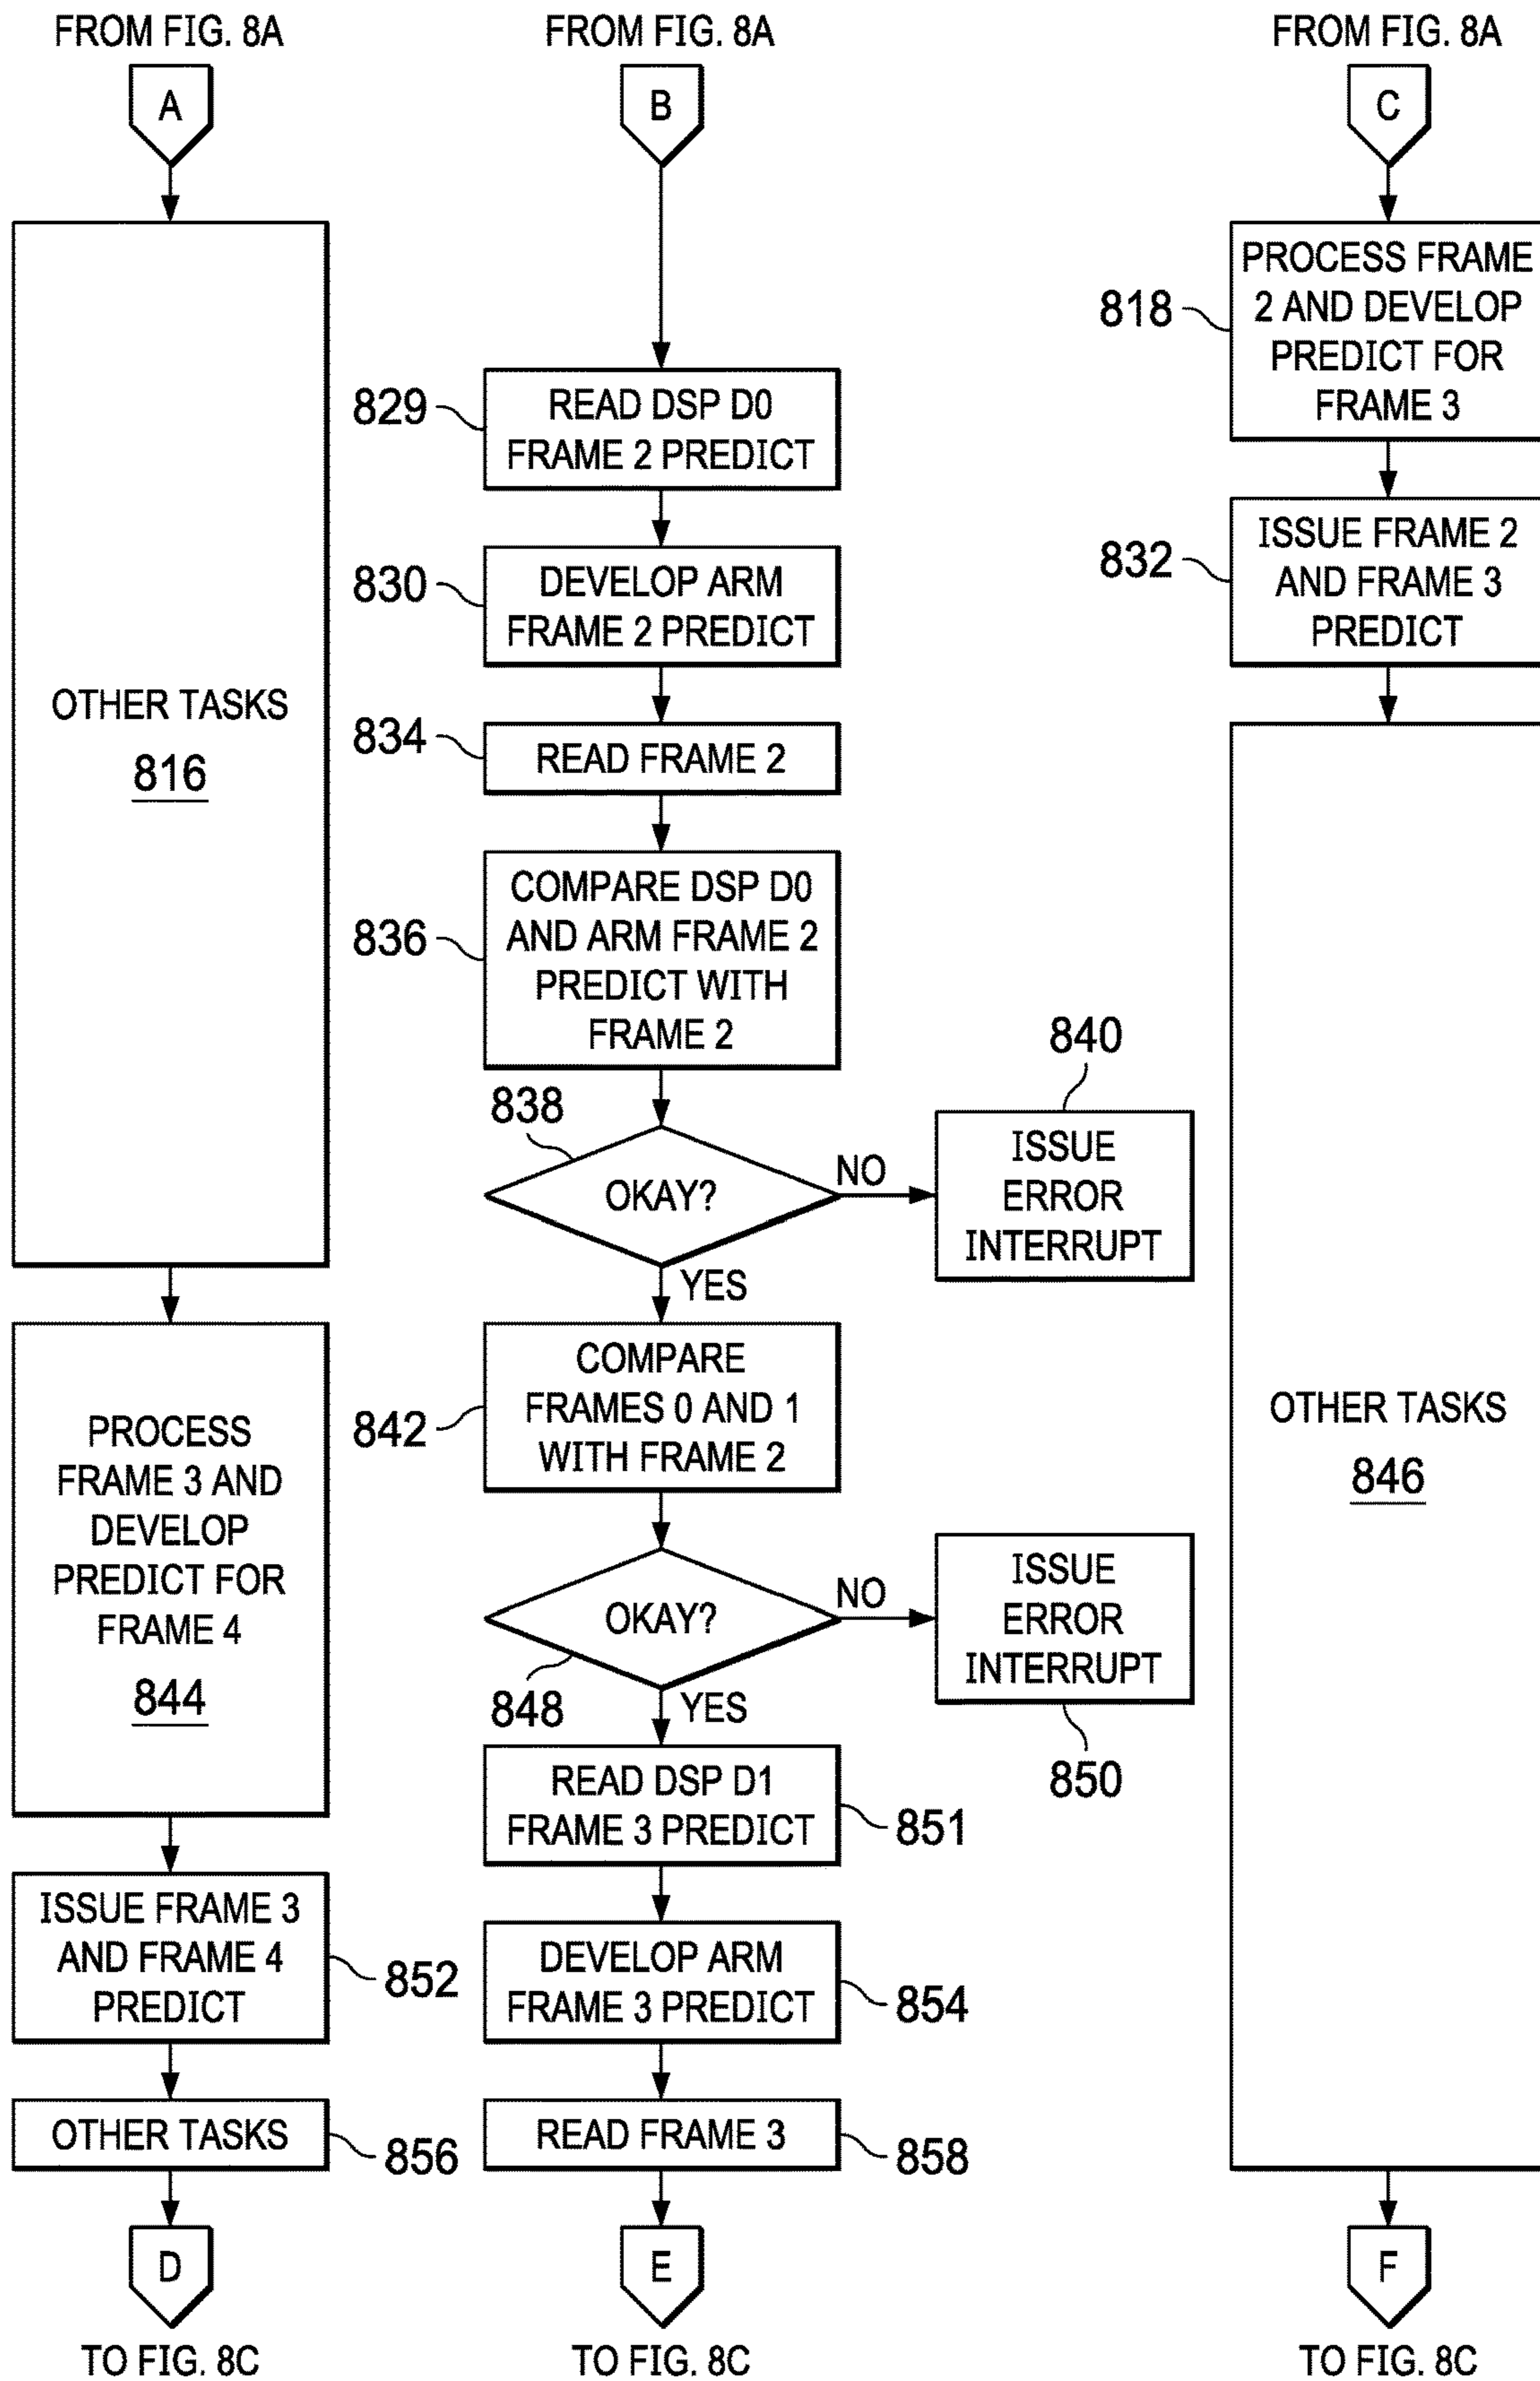 FROM FIG. 8A
A
OTHER TASKS
816
PROCESS
FRAME 3 AND
DEVELOP
PREDICT FOR
FRAME 4
844
ISSUE FRAME 3
AND FRAME 4
PREDICT
852
OTHER TASKS
856
D
TO FIG. 8C
FROM FIG. 8A
B
829
READ DSP D0
FRAME 2 PREDICT
830
DEVELOP ARM
FRAME 2 PREDICT
834
READ FRAME 2
836
COMPARE DSP D0
AND ARM FRAME 2
PREDICT WITH
FRAME 2
838
OKAY?
NO
840
ISSUE
ERROR
INTERRUPT
YES
842
COMPARE
FRAMES 0 AND 1
WITH FRAME 2
OKAY?
848
NO
ISSUE
ERROR
INTERRUPT
850
YES
READ DSP D1
FRAME 3 PREDICT
851
DEVELOP ARM
FRAME 3 PREDICT
854
READ FRAME 3
858
E
TO FIG. 8C
FROM FIG. 8A
C
818
PROCESS FRAME
2 AND DEVELOP
PREDICT FOR
FRAME 3
832
ISSUE FRAME 2
AND FRAME 3
PREDICT
OTHER TASKS
846
F
TO FIG. 8C